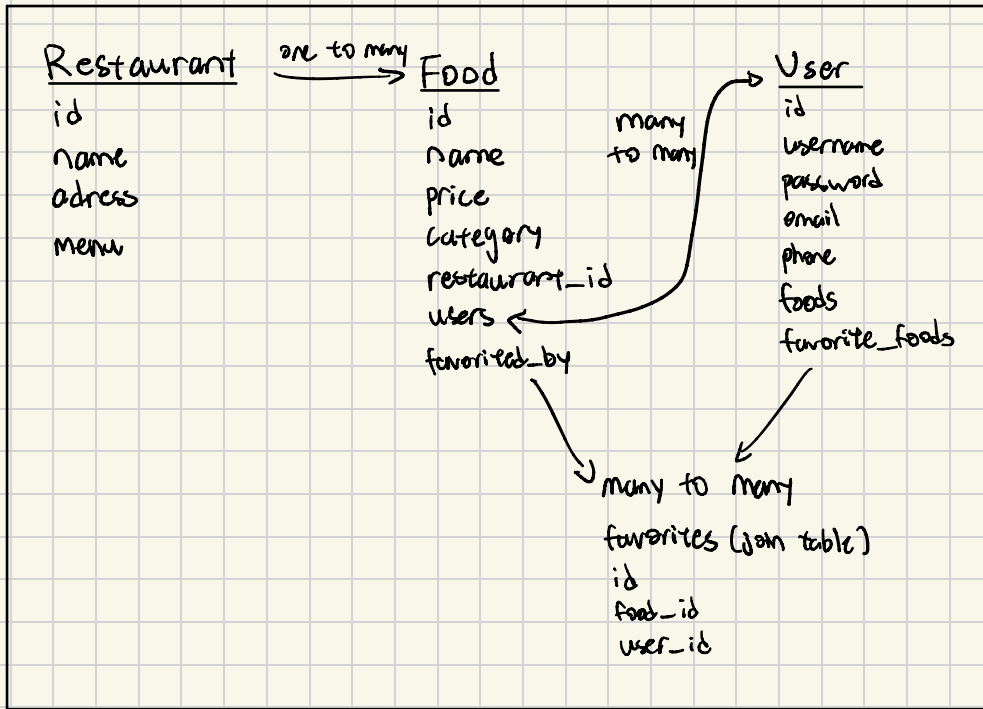 Restaurant
id
name
adress
menu
one to many
Food
id
name
price
category
restaurant_id
users
favorited_by
many
to many
User
id
username
password
email
phone
foods
favorite_foods
many to many
favorites (join table)
id
food_id
user_id